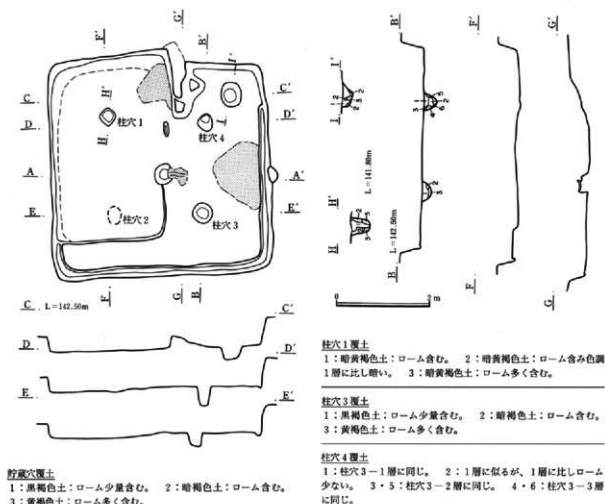 F'
G'
B'
I'
C
C'
D
D'
H'
柱穴1
I
柱穴4
H
A
A'
E
E'
柱穴2
柱穴3
F
G
B
C L=142.50m
C'
D
D'
E
E'
貯蔵穴覆土
1:黒褐色土:ローム少量含む。 2:暗褐色土:ローム含む。
3:黄褐色土:ローム多く含む。
B'
F'
G'
I'
I
L=141.80m
H'
H
L=142.50m
B
F
G
0
2 m
柱穴1覆土
1:暗黄褐色土:ローム含む。 2:暗黄褐色土:ローム含み色調
1層に比し暗い。 3:暗黄褐色土:ローム多く含む。
柱穴3覆土
1:黒褐色土:ローム少量含む。 2:暗褐色土:ローム含む。
3:黄褐色土:ローム多く含む。
柱穴4覆土
1:柱穴3-1層に同じ。 2:1層に似るが、1層に比しローム
少ない。 3・5:柱穴3-2層に同じ。 4・6:柱穴3-3層
に同じ。